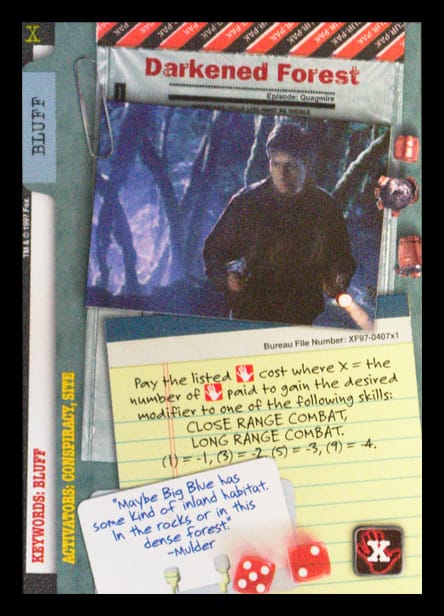 X
BLUFF
TM & © 1997 Fox.
KEYWORDS: BLUFF
ACTIVATORS: CONSPIRACY, SITE
Darkened Forest
Episode: Quagmire
Bureau File Number: XF97-0407x1
Pay the listed cost where X = the
number of paid to gain the desired
modifier to one of the following skills:
CLOSE RANGE COMBAT,
LONG RANGE COMBAT.
(1) = -1, (3) = -2, (5) = -3, (9) = -4.
"Maybe Big Blue has
some kind of inland habitat.
In the rocks or in this
dense forest."
-Mulder
X